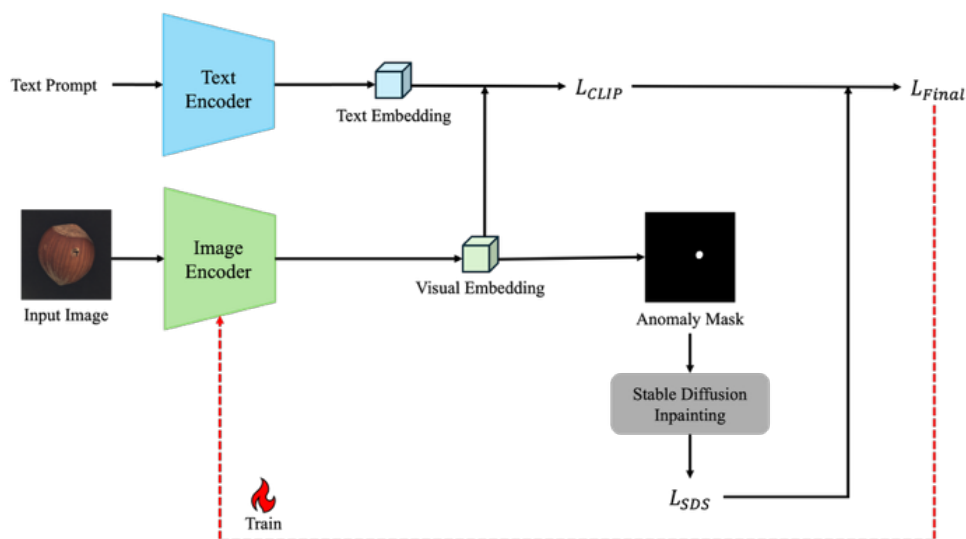 Text Prompt
Text
Encoder
Text Embedding
L_CLIP
L_Final
Input Image
Image
Encoder
Visual Embedding
Anomaly Mask
Stable Diffusion
Inpainting
L_SDS
Train